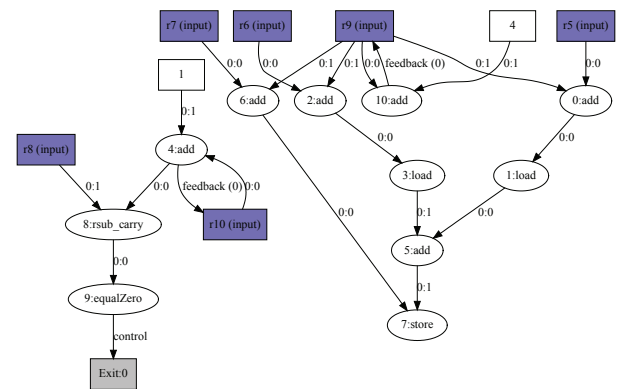 r7 (input) r6 (input) r9 (input) 4 r5 (input)
0:0 0:0 0:1 0:1 0:0 feedback (0) 0:1 0:1 0:0
1
6:add 2:add 10:add 0:add
0:1
r8 (input) 4:add 0:0 0:0
3:load 1:load
0:1 0:0 feedback (0) 0:0
0:0 0:1 0:0
8:rsub_carry r10 (input)
5:add
0:0
0:1
9:equalZero
7:store
control
Exit:0